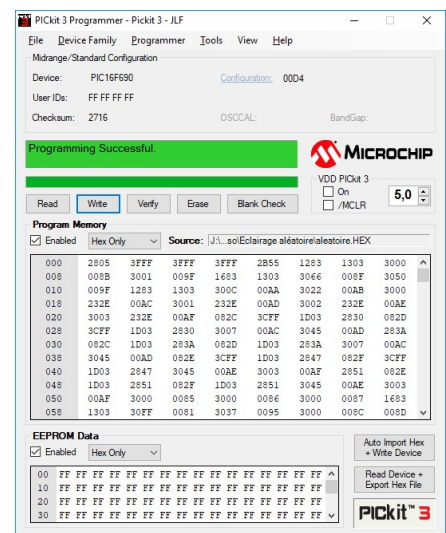 PICkit 3 Programmer - Pickit 3 - JLF
File Device Family Programmer Tools View Help
Midrange/Standard Configuration
Device: PIC16F690 Configuration: 00D4
User IDs: FF FF FF FF
Checksum: 2716 OSCCAL: BandGap:
Programming Successful.
MICROCHIP
VDD PICkit 3
On
/MCLR
5,0
Read Write Verify Erase Blank Check
Program Memory
Enabled Hex Only Source: J:\...so\Eclairage aléatoire\aleatoire.HEX
000 2805 3FFF 3FFF 3FFF 2B55 1283 1303 3000
008 008B 3001 009F 1683 1303 3066 008F 3050
010 009F 1283 1303 300C 00AA 3022 00AB 3000
018 232E 00AC 3001 232E 00AD 3002 232E 00AE
020 3003 232E 00AF 082C 3CFF 1D03 2830 082D
028 3CFF 1D03 2830 3007 00AC 3045 00AD 283A
030 082C 1D03 283A 082D 1D03 283A 3007 00AC
038 3045 00AD 082E 3CFF 1D03 2847 082F 3CFF
040 1D03 2847 3045 00AE 3003 00AF 2851 082E
048 1D03 2851 082F 1D03 2851 3045 00AE 3003
050 00AF 3000 0085 3000 0086 3000 0087 1683
058 1303 30FF 0081 3037 0095 3000 008C 008D
EEPROM Data
Enabled Hex Only
00 FF FF FF FF FF FF FF FF FF FF FF FF FF FF FF FF
10 FF FF FF FF FF FF FF FF FF FF FF FF FF FF FF FF
20 FF FF FF FF FF FF FF FF FF FF FF FF FF FF FF FF
30 FF FF FF FF FF FF FF FF FF FF FF FF FF FF FF FF
Auto Import Hex
+ Write Device
Read Device +
Export Hex File
PICkit™ 3